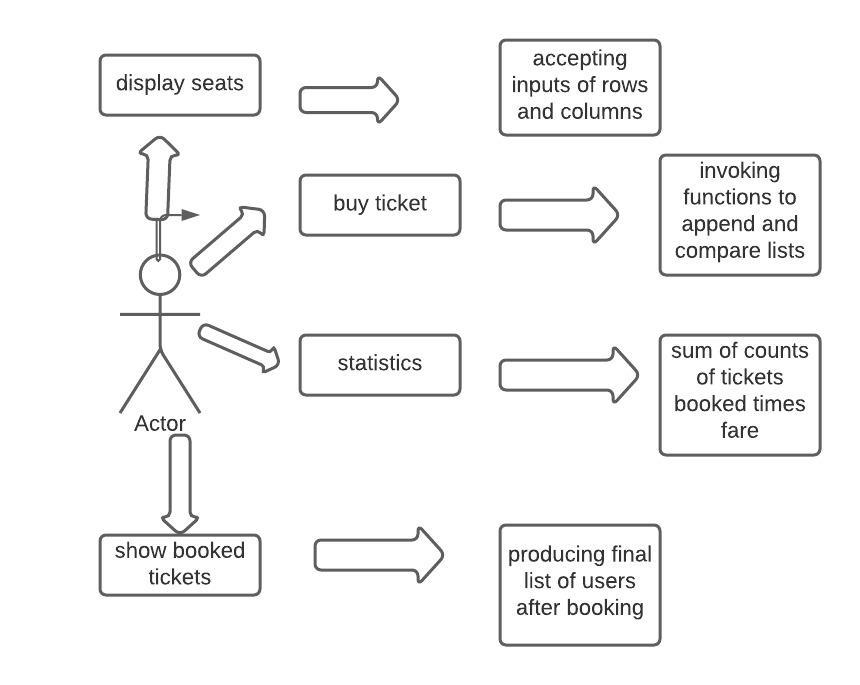 display seats
accepting
inputs of rows
and columns
buy ticket
invoking
functions to
append and
compare lists
statistics
sum of counts
of tickets
booked times
fare
Actor
show booked
tickets
producing final
list of users
after booking